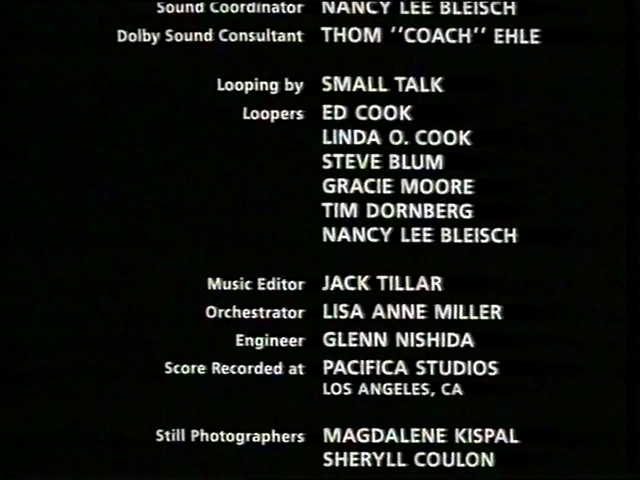 Sound Coordinator NANCY LEE BLEISCH
Dolby Sound Consultant THOM "COACH" EHLE
Looping by SMALL TALK
Loopers ED COOK
LINDA O. COOK
STEVE BLUM
GRACIE MOORE
TIM DORNBERG
NANCY LEE BLEISCH
Music Editor JACK TILLAR
Orchestrator LISA ANNE MILLER
Engineer GLENN NISHIDA
Score Recorded at PACIFICA STUDIOS
LOS ANGELES, CA
Still Photographers MAGDALENE KISPAL
SHERYLL COULON